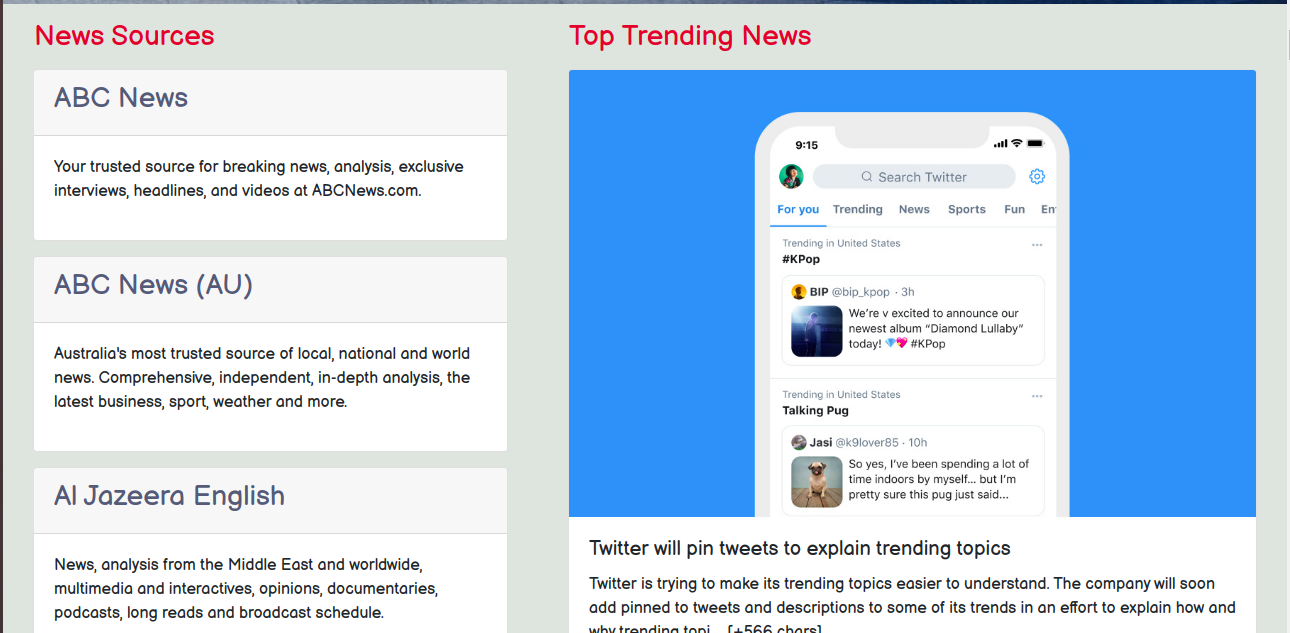 News Sources
ABC News
Your trusted source for breaking news, analysis, exclusive
interviews, headlines, and videos at ABCNews.com.
ABC News (AU)
Australia's most trusted source of local, national and world
news. Comprehensive, independent, in-depth analysis, the
latest business, sport, weather and more.
Al Jazeera English
News, analysis from the Middle East and worldwide,
multimedia and interactives, opinions, documentaries,
podcasts, long reads and broadcast schedule.
Top Trending News
9:15
Search Twitter
For you Trending News Sports Fun En
Trending in United States
#KPop
BIP @bip_kpop · 3h
We're v excited to announce our
newest album “Diamond Lullaby”
today! 💎💖 #KPop
Trending in United States
Talking Pug
Jasi @k9lover85 · 10h
So yes, I've been spending a lot of
time indoors by myself... but I'm
pretty sure this pug just said...
Twitter will pin tweets to explain trending topics
Twitter is trying to make its trending topics easier to understand. The company will soon
add pinned to tweets and descriptions to some of its trends in an effort to explain how and
why trending topi… [+566 chars]